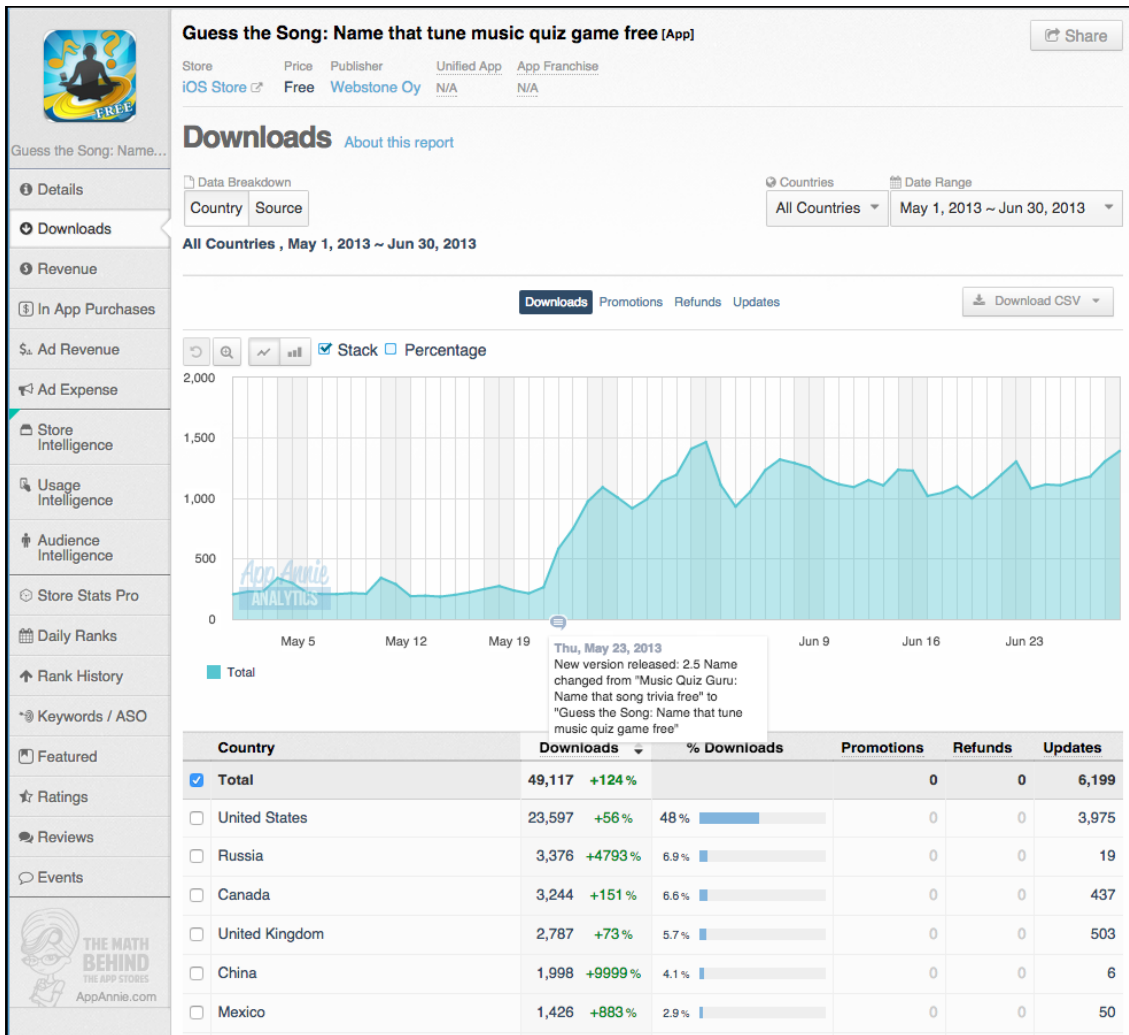 Guess the Song: Name that tune music quiz game free [App]
Share
Store Price Publisher Unified App App Franchise
iOS Store Free Webstone Oy N/A N/A
FREE
Guess the Song: Name...
Downloads About this report
Details
Downloads
Revenue
In App Purchases
Ad Revenue
Ad Expense
Store
Intelligence
Usage
Intelligence
Audience
Intelligence
Store Stats Pro
Daily Ranks
Rank History
Keywords / ASO
Featured
Ratings
Reviews
Events
THE MATH
BEHIND
THE APP STORES
AppAnnie.com
Data Breakdown Countries Date Range
Country Source All Countries May 1, 2013 ~ Jun 30, 2013
All Countries , May 1, 2013 ~ Jun 30, 2013
Downloads Promotions Refunds Updates Download CSV
Stack Percentage
2,000
1,500
1,000
500
0
App Annie
ANALYTICS
May 5 May 12 May 19 Jun 9 Jun 16 Jun 23
Thu, May 23, 2013
New version released: 2.5 Name
changed from "Music Quiz Guru:
Name that song trivia free" to
"Guess the Song: Name that tune
music quiz game free"
Total
Country Downloads % Downloads Promotions Refunds Updates
Total 49,117 +124% 0 0 6,199
United States 23,597 +56% 48% 0 0 3,975
Russia 3,376 +4793% 6.9% 0 0 19
Canada 3,244 +151% 6.6% 0 0 437
United Kingdom 2,787 +73% 5.7% 0 0 503
China 1,998 +9999% 4.1% 0 0 6
Mexico 1,426 +883% 2.9% 0 0 50